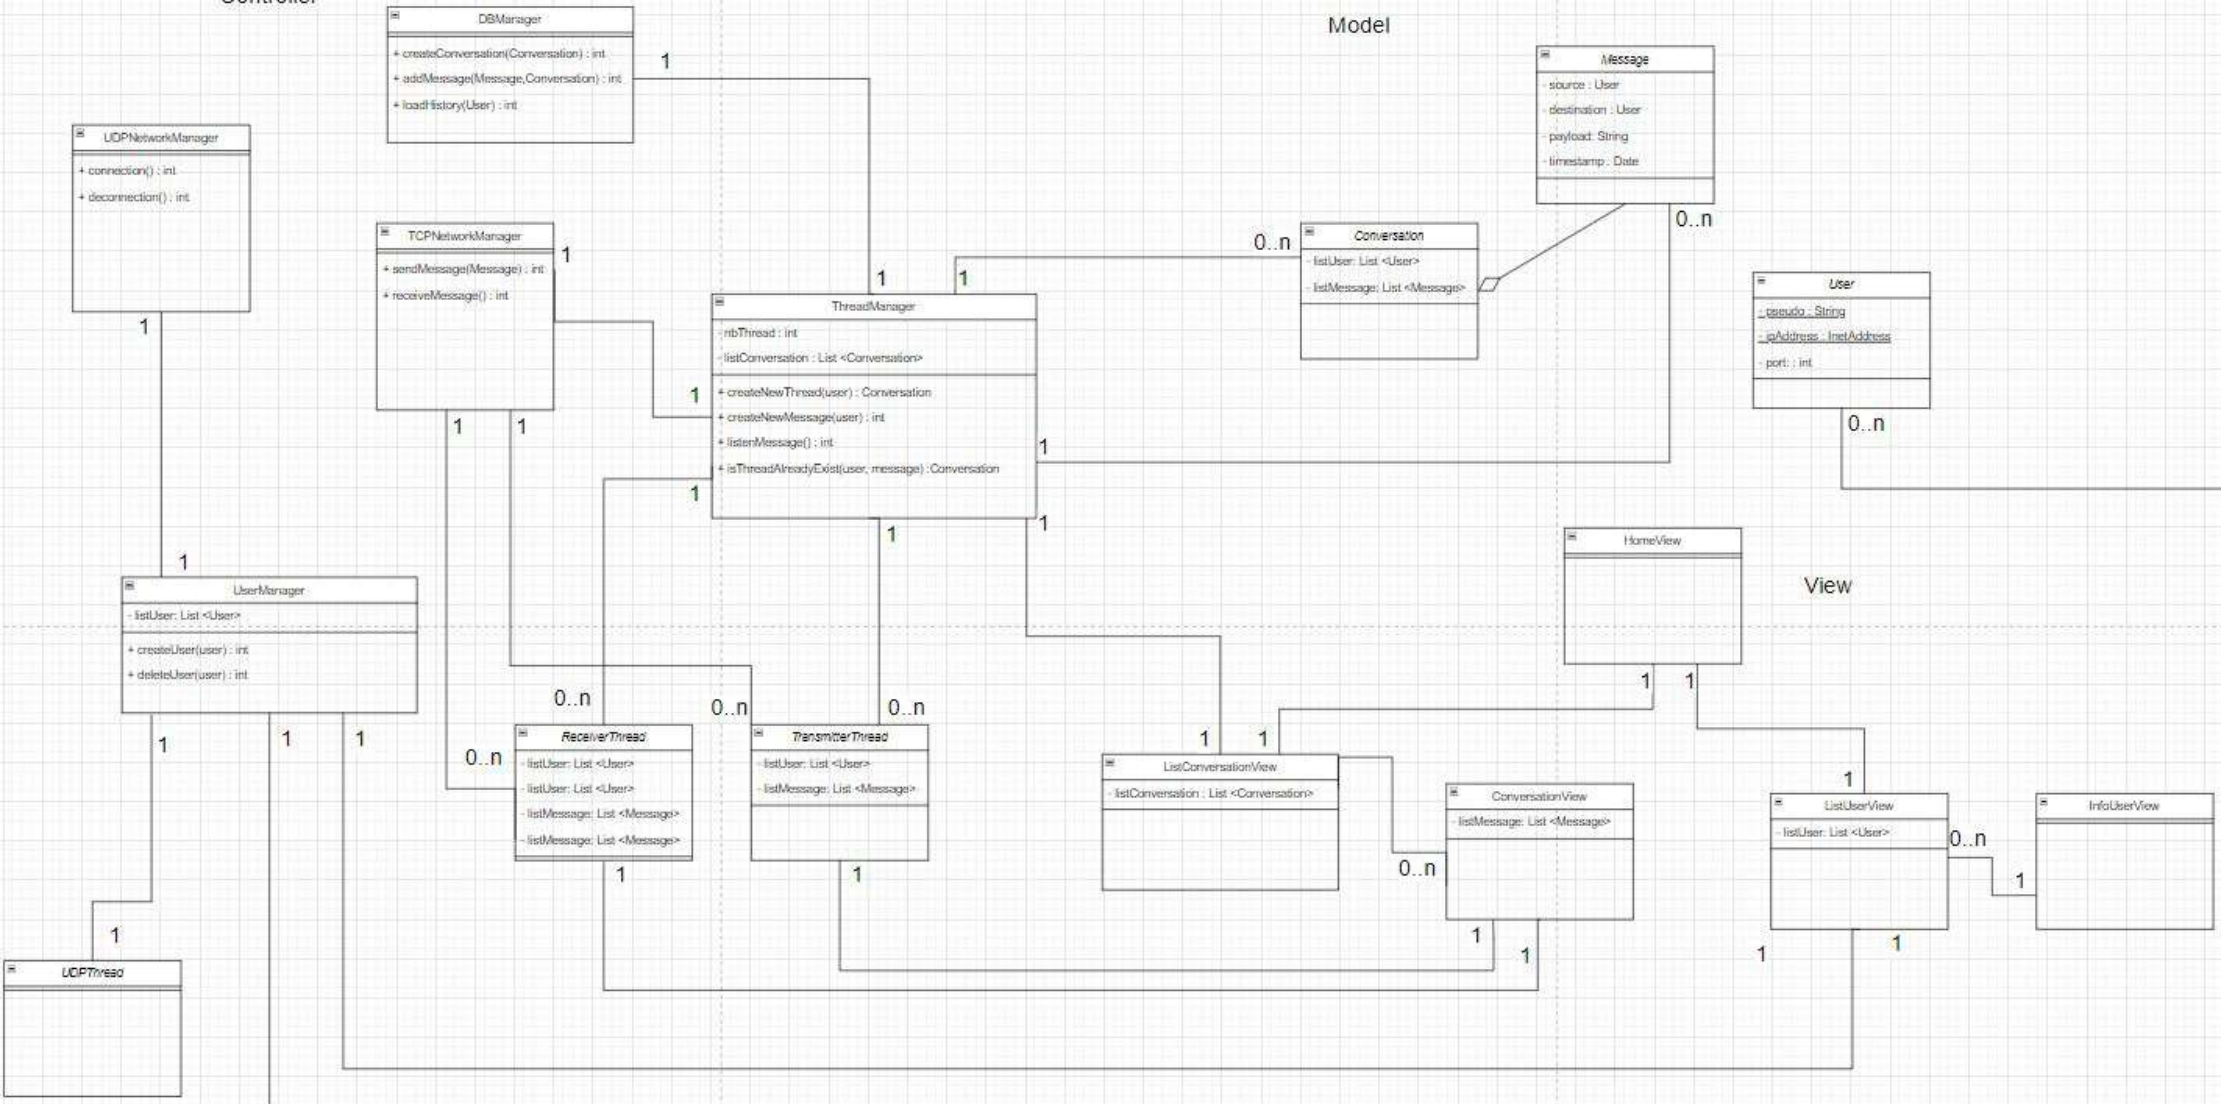 Controller
Model
View
DBManager
+ createConversation(Conversation) : int
+ addMessage(Message,Conversation) : int
+ loadHistory(User) : int
1
Message
- source : User
- destination : User
- payload: String
- timestamp : Date
0..n
UDPNetworkManager
+ connection() : int
+ deconnection() : int
1
TCPNetworkManager
+ sendMessage(Message) : int
+ receiveMessage() : int
1
1
1
Conversation
- listUser: List <User>
- listMessage: List <Message>
0..n
User
- pseudo : String
- ipAddress : InetAddress
- port: : int
0..n
ThreadManager
- nbThread : int
- listConversation : List <Conversation>
+ createNewThread(user) : Conversation
+ createNewMessage(user) : int
+ listenMessage() : int
+ isThreadAlreadyExist(user, message) :Conversation
1
1
1
1
1
1
1
UserManager
- listUser: List <User>
+ createUser(user) : int
+ deleteUser(user) : int
1
1
1
1
HomeView
1
1
ReceiverThread
- listUser: List <User>
- listUser: List <User>
- listMessage: List <Message>
- listMessage: List <Message>
0..n
0..n
1
TransmitterThread
- listUser: List <User>
- listMessage: List <Message>
0..n
0..n
1
ListConversationView
- listConversation : List <Conversation>
1
1
ConversationView
- listMessage: List <Message>
0..n
1
1
ListUserView
- listUser: List <User>
1
0..n
1
1
InfoUserView
1
UDPThread
1